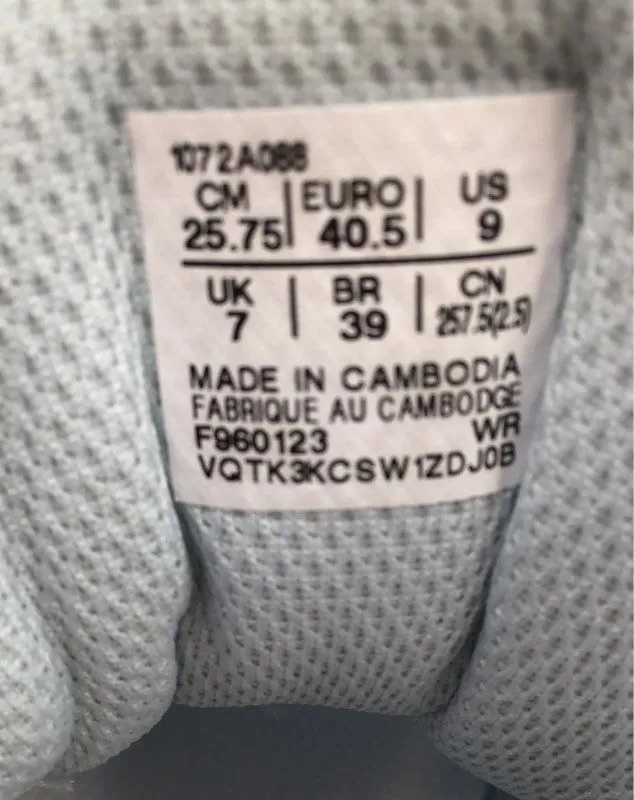 1072A088
CM | EURO | US
25.75 | 40.5 | 9
UK | BR | CN
7 | 39 | 257.5(2.5)
MADE IN CAMBODIA
FABRIQUE AU CAMBODGE
F960123 WR
VQTK3KCSW1ZDJ0B